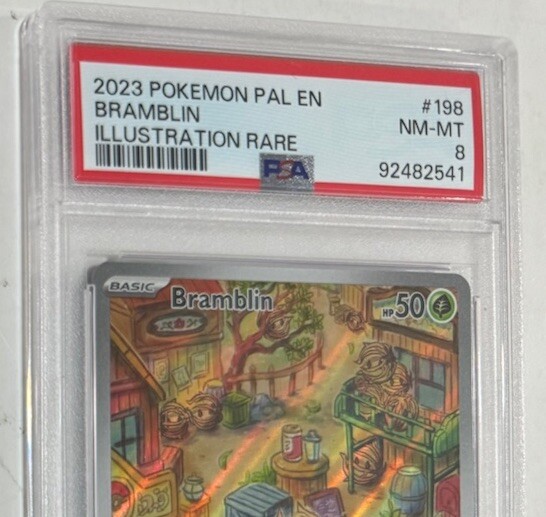 2023 POKEMON PAL EN #198
BRAMBLIN NM-MT
ILLUSTRATION RARE 8
PSA 92482541
BASIC Bramblin HP50